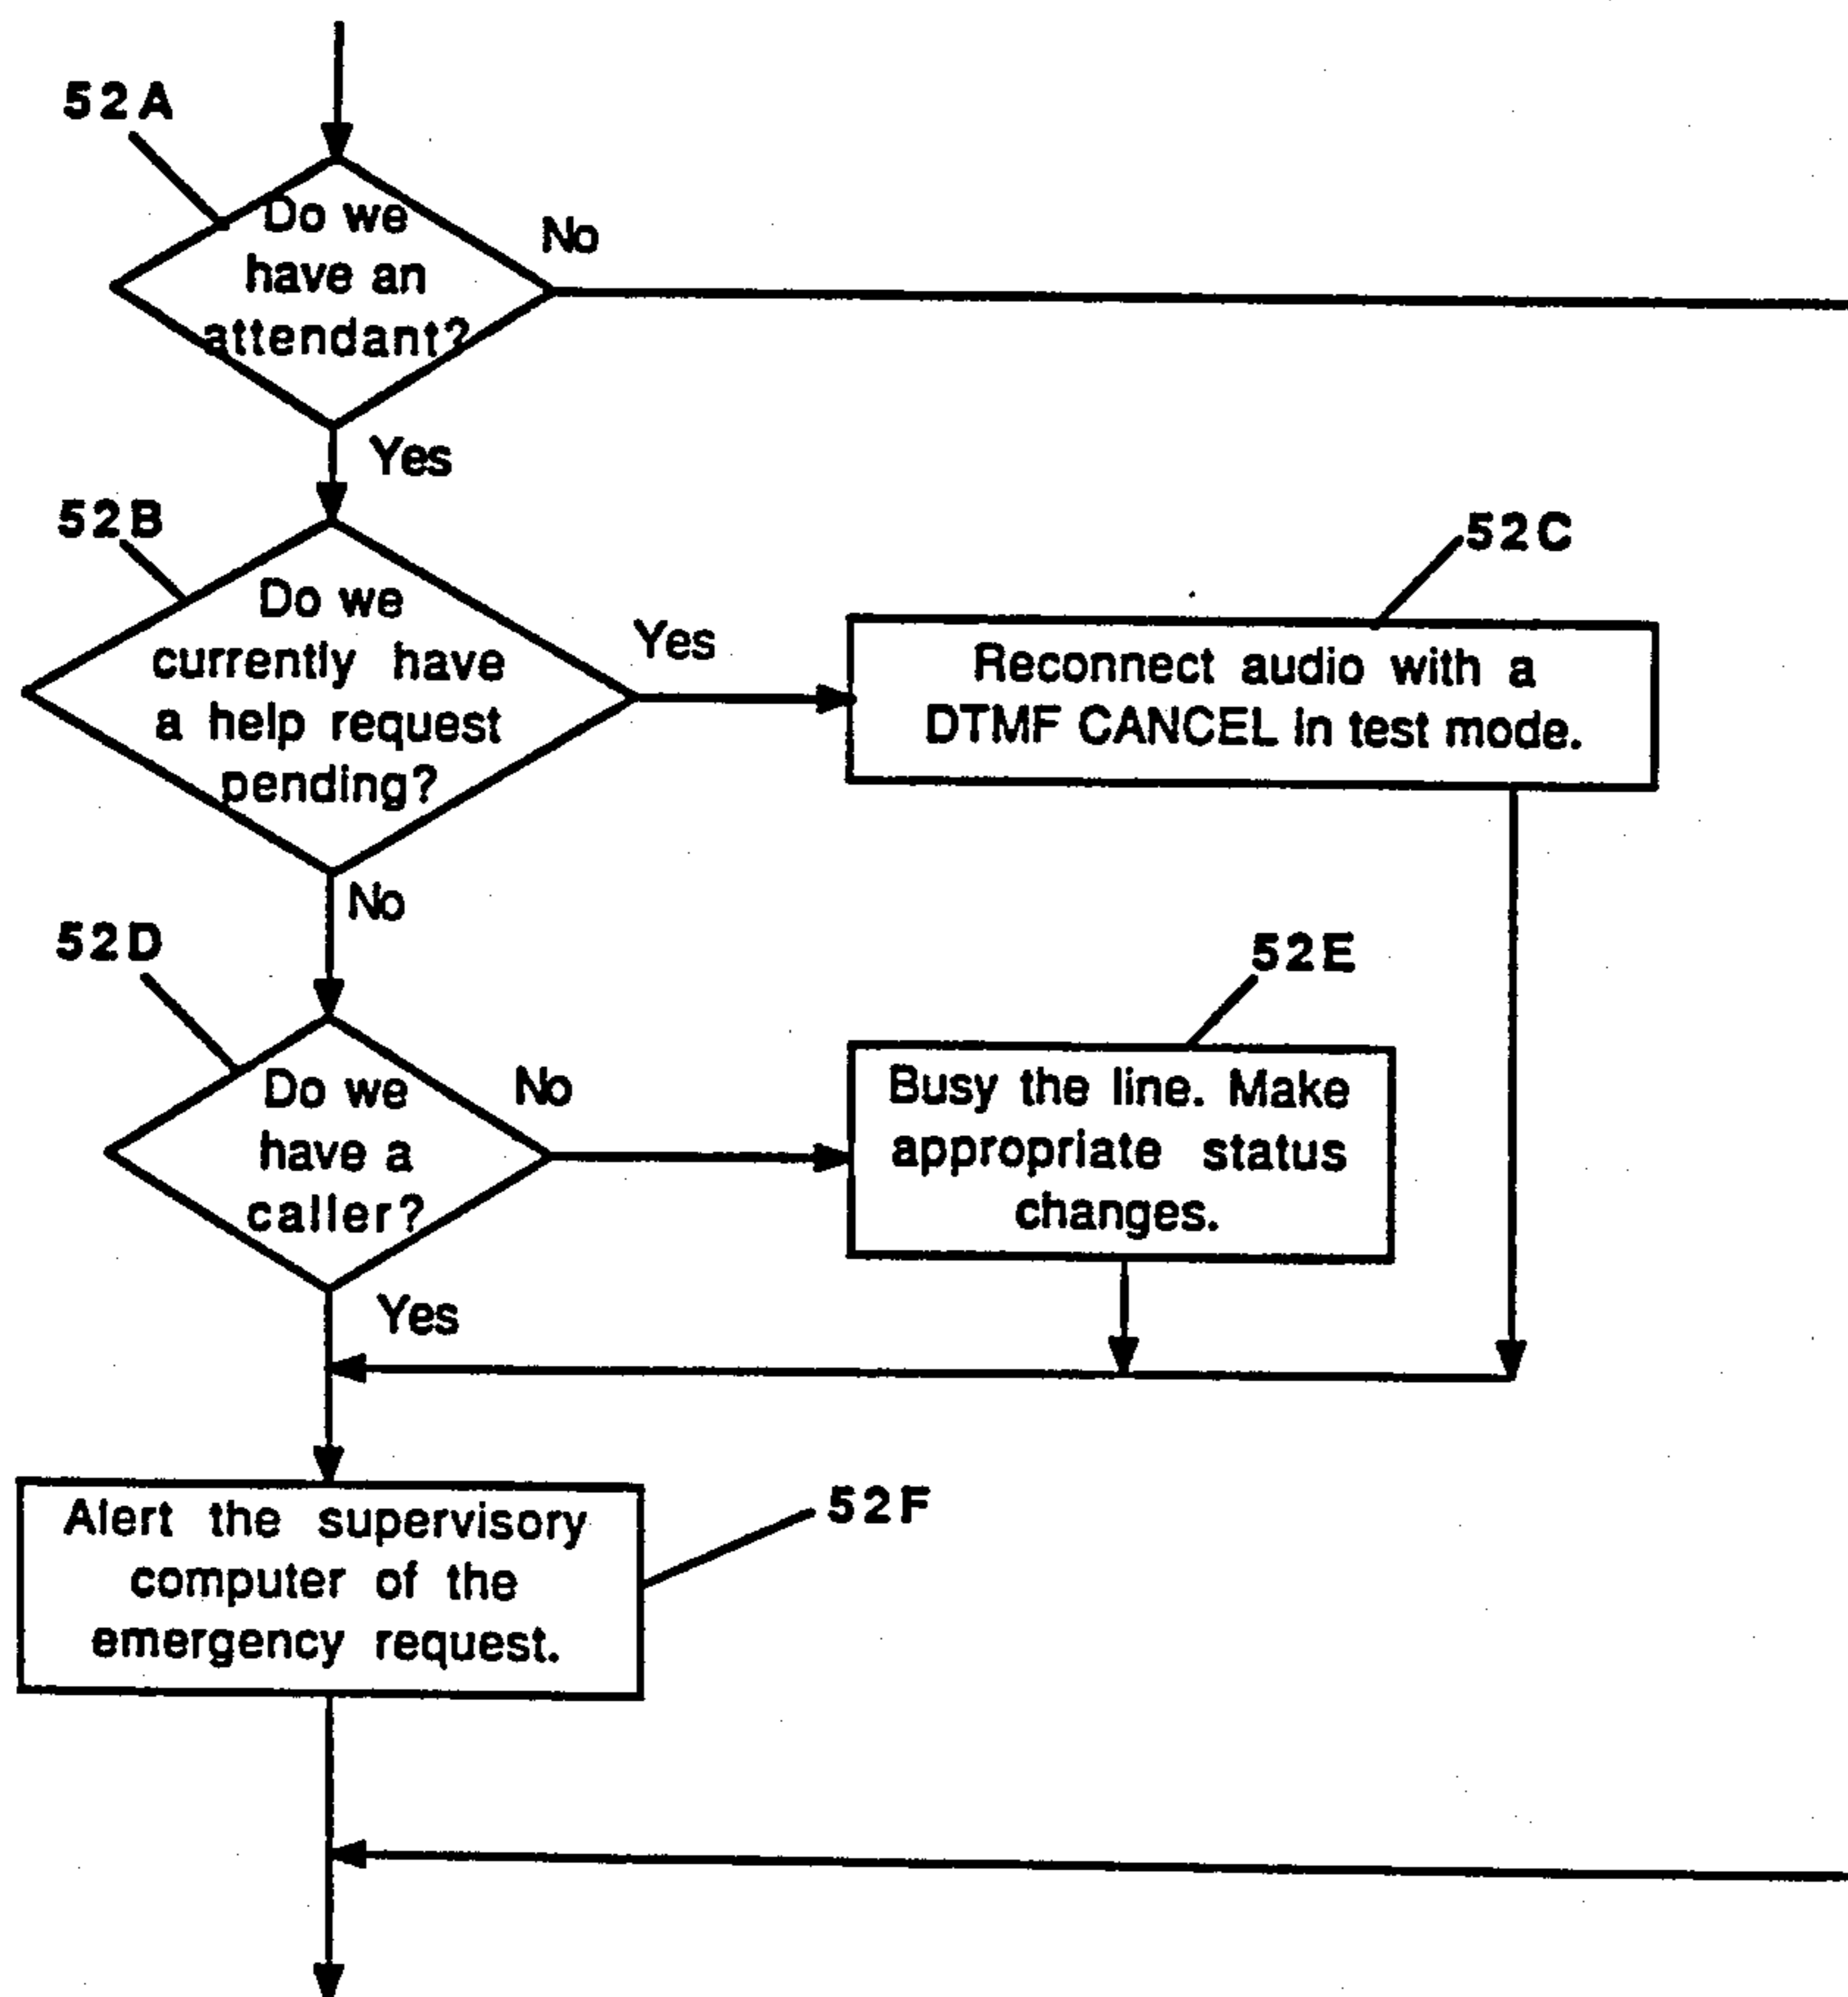 52A
Do we
have an
attendant?
No
Yes
52B
Do we
currently have
a help request
pending?
Yes
52C
Reconnect audio with a
DTMF CANCEL in test mode.
No
52D
Do we
have a
caller?
No
52E
Busy the line. Make
appropriate status
changes.
Yes
Alert the supervisory
computer of the
emergency request.
52F